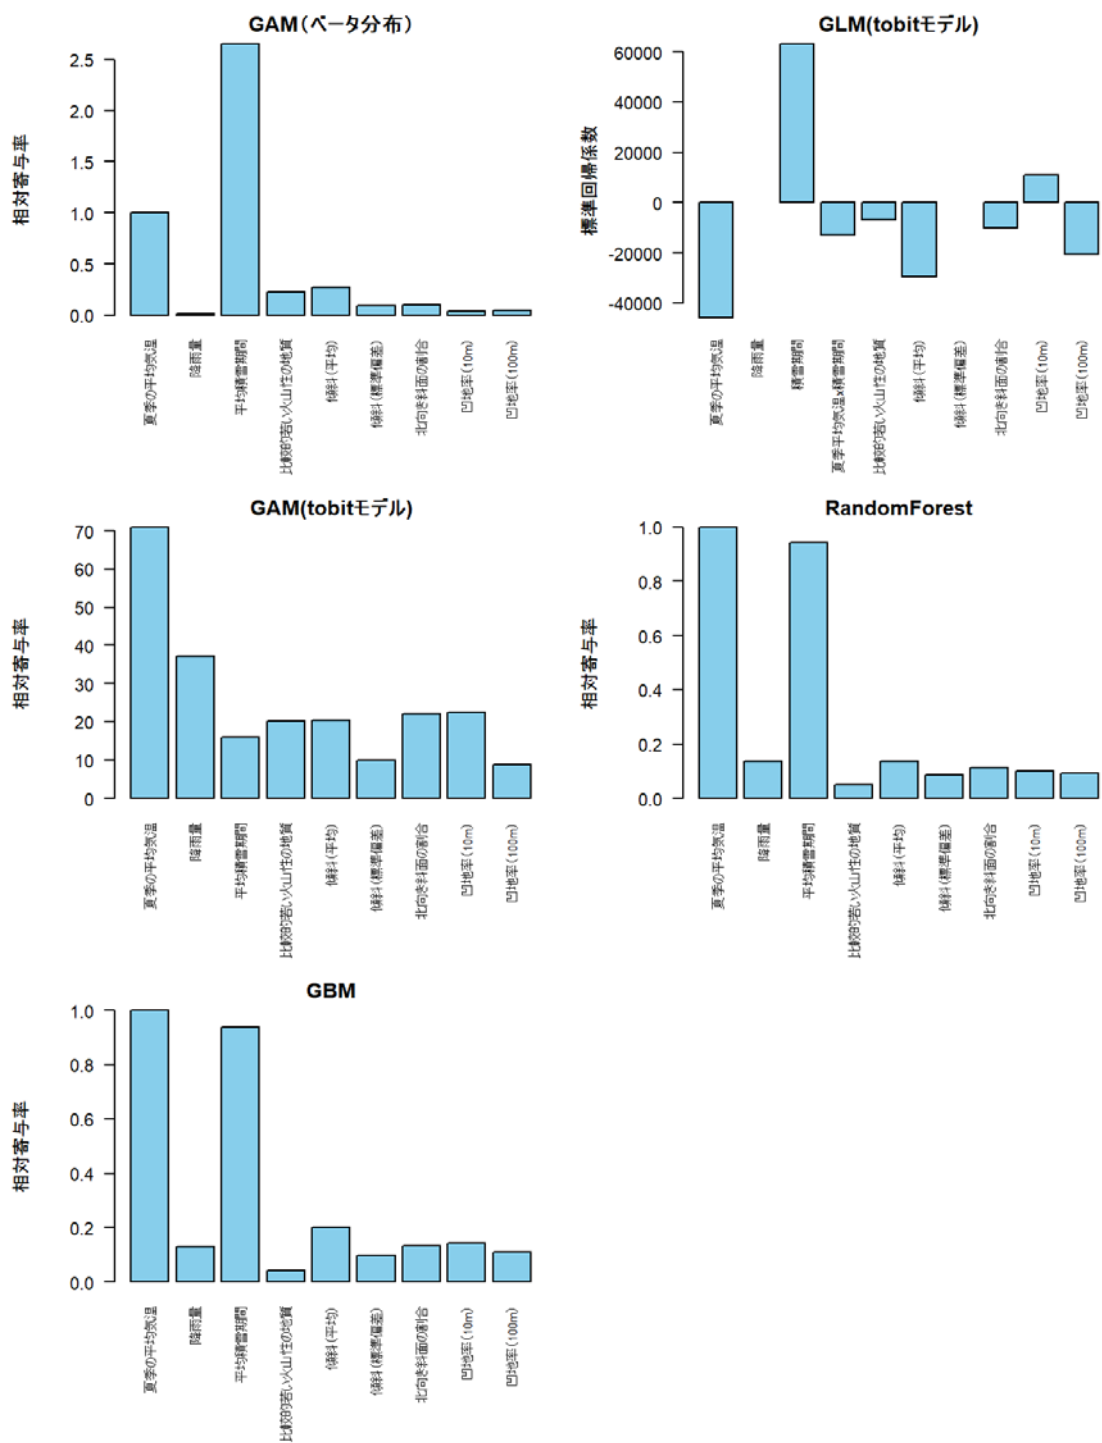 GAM（ベータ分布）
相対寄与率
2.5
2.0
1.5
1.0
0.5
0.0
夏季の平均気温
降雨量
平均積雪期間
比較的若い火山性の地質
傾斜(平均)
傾斜(標準偏差)
北向き斜面の割合
凹地率(10m)
凹地率(100m)
GLM(tobitモデル)
標準回帰係数
60000
40000
20000
0
-20000
-40000
夏季の平均気温
降雨量
積雪期間
夏季平均気温x積雪期間
比較的若い火山性の地質
傾斜(平均)
傾斜(標準偏差)
北向き斜面の割合
凹地率(10m)
凹地率(100m)
GAM(tobitモデル)
相対寄与率
70
60
50
40
30
20
10
0
夏季の平均気温
降雨量
平均積雪期間
比較的若い火山性の地質
傾斜(平均)
傾斜(標準偏差)
北向き斜面の割合
凹地率(10m)
凹地率(100m)
RandomForest
相対寄与率
1.0
0.8
0.6
0.4
0.2
0.0
夏季の平均気温
降雨量
平均積雪期間
比較的若い火山性の地質
傾斜(平均)
傾斜(標準偏差)
北向き斜面の割合
凹地率(10m)
凹地率(100m)
GBM
相対寄与率
1.0
0.8
0.6
0.4
0.2
0.0
夏季の平均気温
降雨量
平均積雪期間
比較的若い火山性の地質
傾斜(平均)
傾斜(標準偏差)
北向き斜面の割合
凹地率(10m)
凹地率(100m)